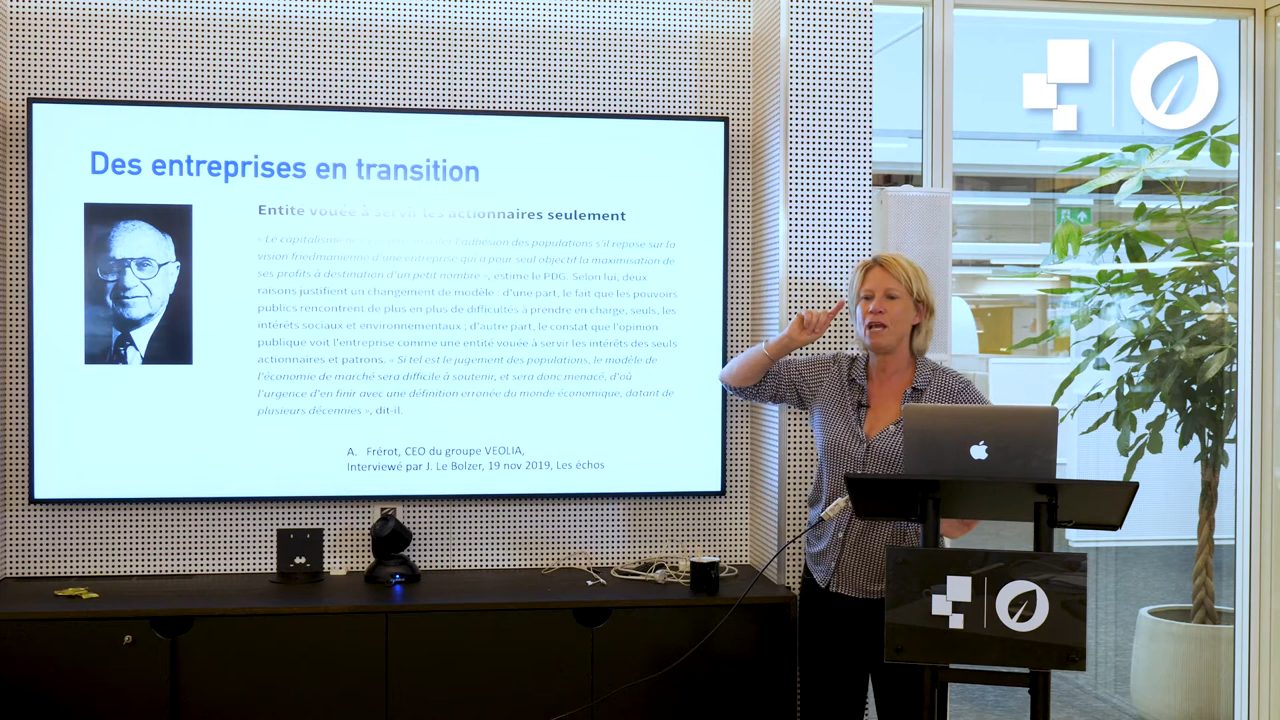 Des entreprises en transition
Entité vouée à servir les actionnaires seulement
« Le capitalisme ne l'adhésion des populations s'il repose sur la
vision friedmanienne d'une entreprise qui a pour seul objectif la maximisation de
ses profits à destination d'un petit nombre », estime le PDG. Selon lui, deux
raisons justifient un changement de modèle : d'une part, le fait que les pouvoirs
publics rencontrent de plus en plus de difficultés à prendre en charge, seuls, les
intérêts sociaux et environnementaux ; d'autre part, le constat que l'opinion
publique voit l'entreprise comme une entité vouée à servir les intérêts des seuls
actionnaires et patrons. « Si tel est le jugement des populations, le modèle de
l'économie de marché sera difficile à soutenir, et sera donc menacé, d'où
l'urgence d'en finir avec une définition erronée du monde économique, datant de
plusieurs décennies », dit-il.
A. Frérot, CEO du groupe VEOLIA,
Interviewé par J. Le Bolzer, 19 nov 2019, Les échos